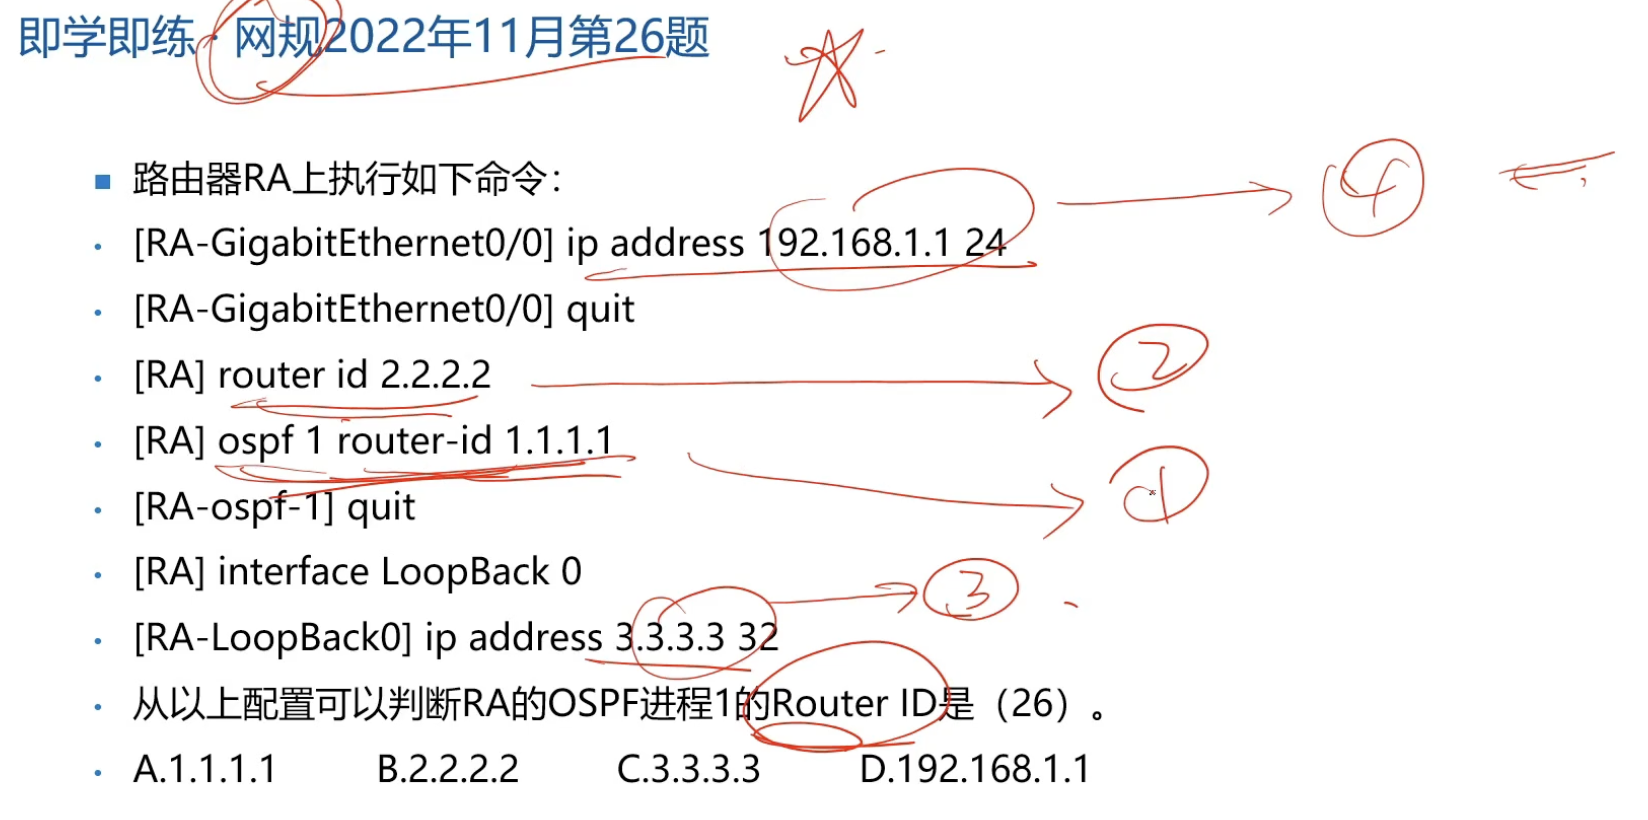 即学即练·网规2022年11月第26题
路由器RA上执行如下命令：
[RA-GigabitEthernet0/0] ip address 192.168.1.1 24
④
[RA-GigabitEthernet0/0] quit
[RA] router id 2.2.2.2
②
[RA] ospf 1 router-id 1.1.1.1
①
[RA-ospf-1] quit
[RA] interface LoopBack 0
③
[RA-LoopBack0] ip address 3.3.3.3 32
从以上配置可以判断RA的OSPF进程1的Router ID是（26）。
A.1.1.1.1 B.2.2.2.2 C.3.3.3.3 D.192.168.1.1